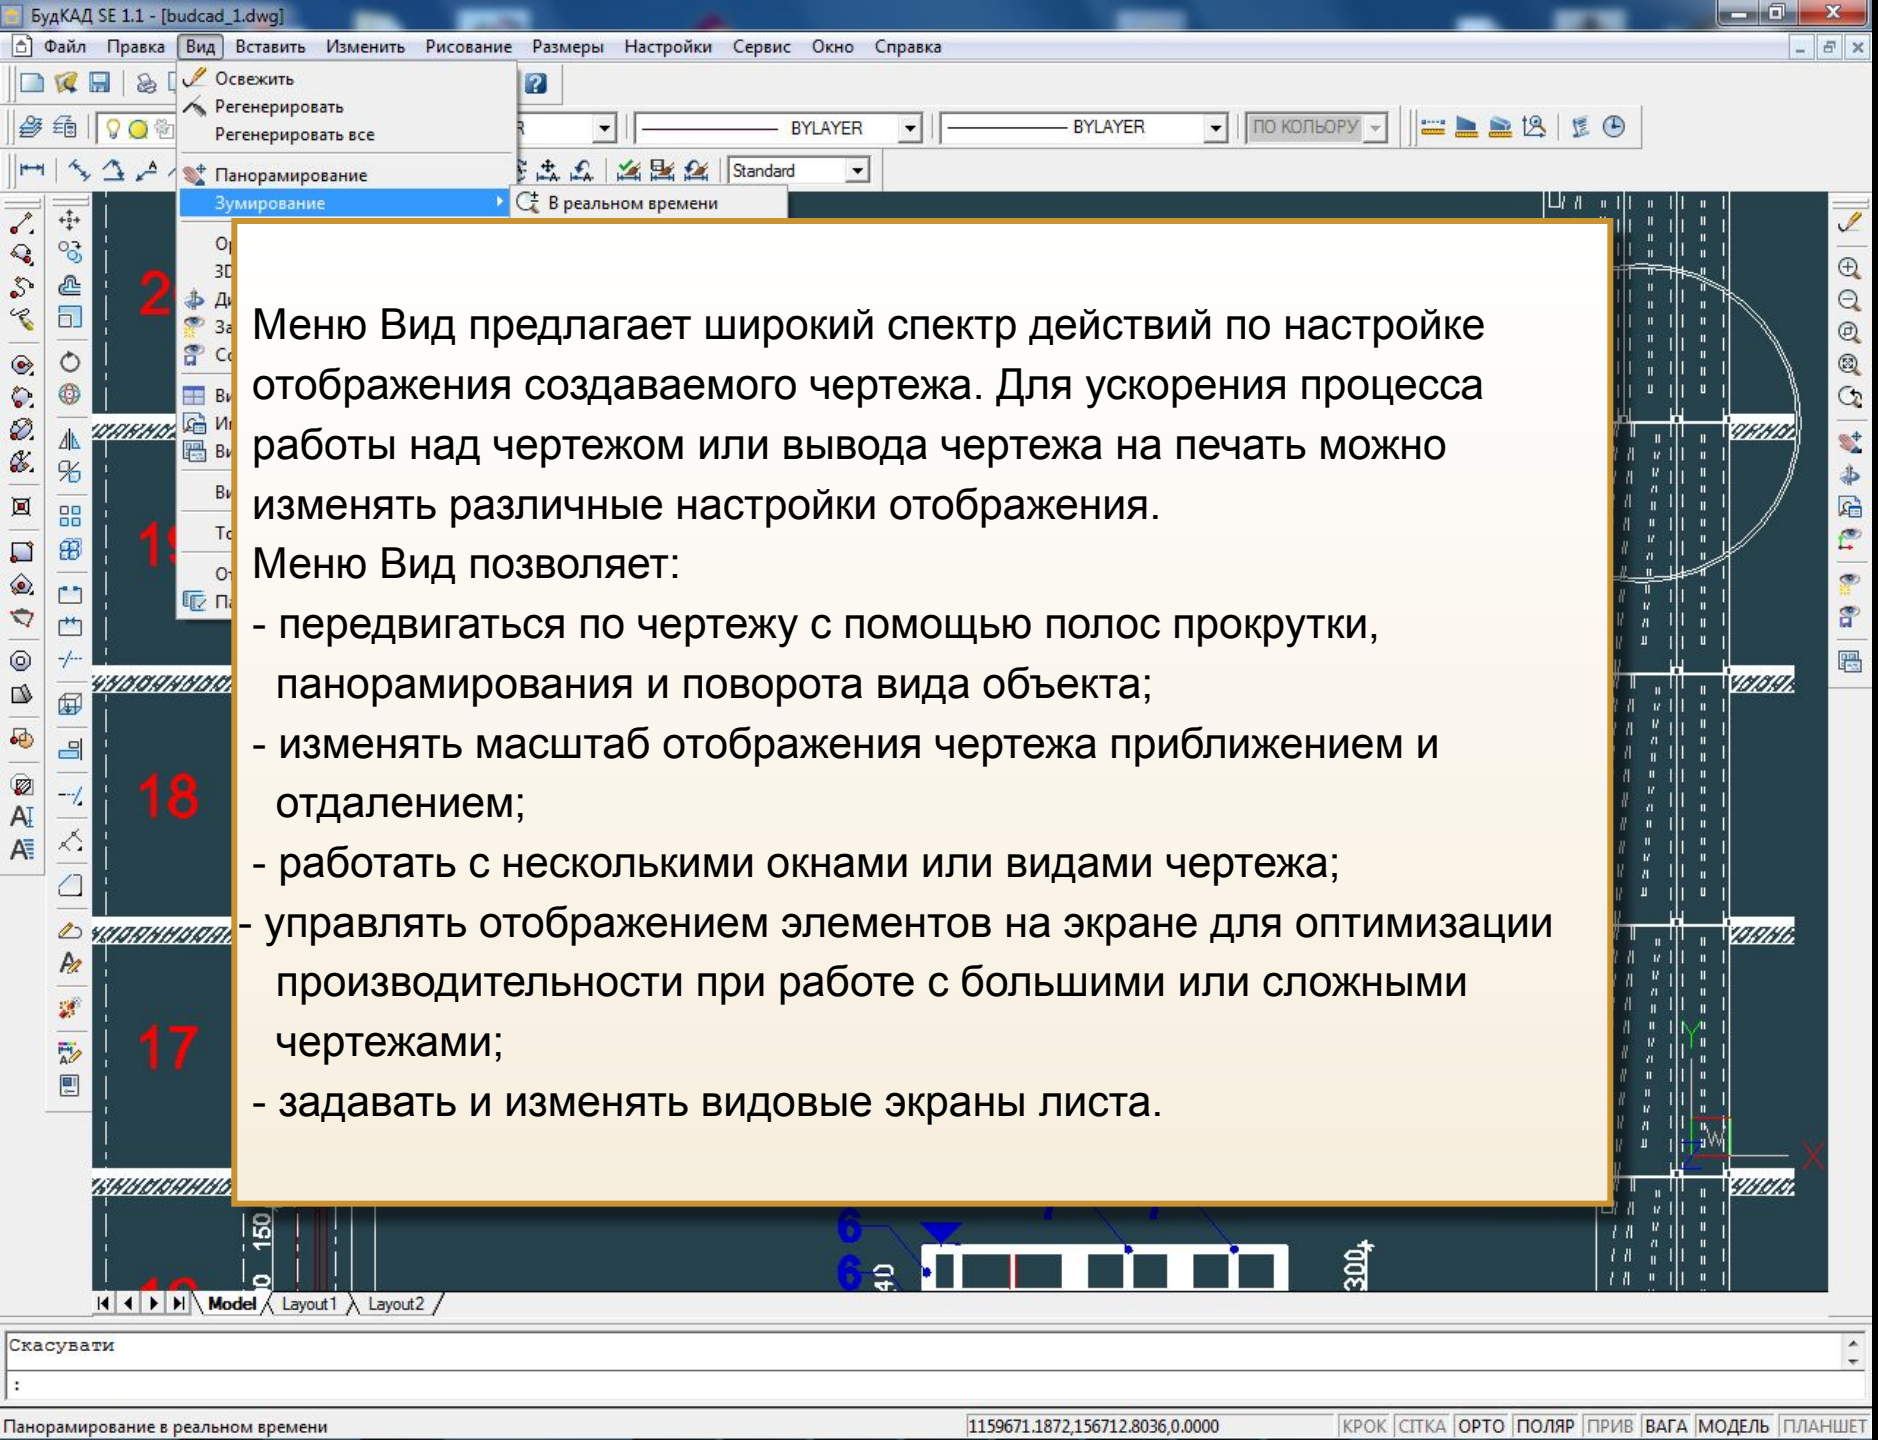 БудКАД SE 1.1 - [budcad_1.dwg]
Файл Правка Вид Вставить Изменить Рисование Размеры Настройки Сервис Окно Справка
Освежить
Регенерировать
Регенерировать все
BYLAYER BYLAYER ПО КОЛЬОРУ
Панорамирование
Standard
Зумирование
В реальном времени
Меню Вид предлагает широкий спектр действий по настройке
отображения создаваемого чертежа. Для ускорения процесса
работы над чертежом или вывода чертежа на печать можно
изменять различные настройки отображения.
Меню Вид позволяет:
- передвигаться по чертежу с помощью полос прокрутки,
панорамирования и поворота вида объекта;
- изменять масштаб отображения чертежа приближением и
отдалением;
- работать с несколькими окнами или видами чертежа;
- управлять отображением элементов на экране для оптимизации
производительности при работе с большими или сложными
чертежами;
- задавать и изменять видовые экраны листа.
18
17
Y
W
Z X
150
6
6
300
Model Layout1 Layout2
Скасувати
:
Панорамирование в реальном времени 1159671.1872,156712.8036,0.0000 КРОК СІТКА ОРТО ПОЛЯР ПРИВ ВАГА МОДЕЛЬ ПЛАНШЕТ